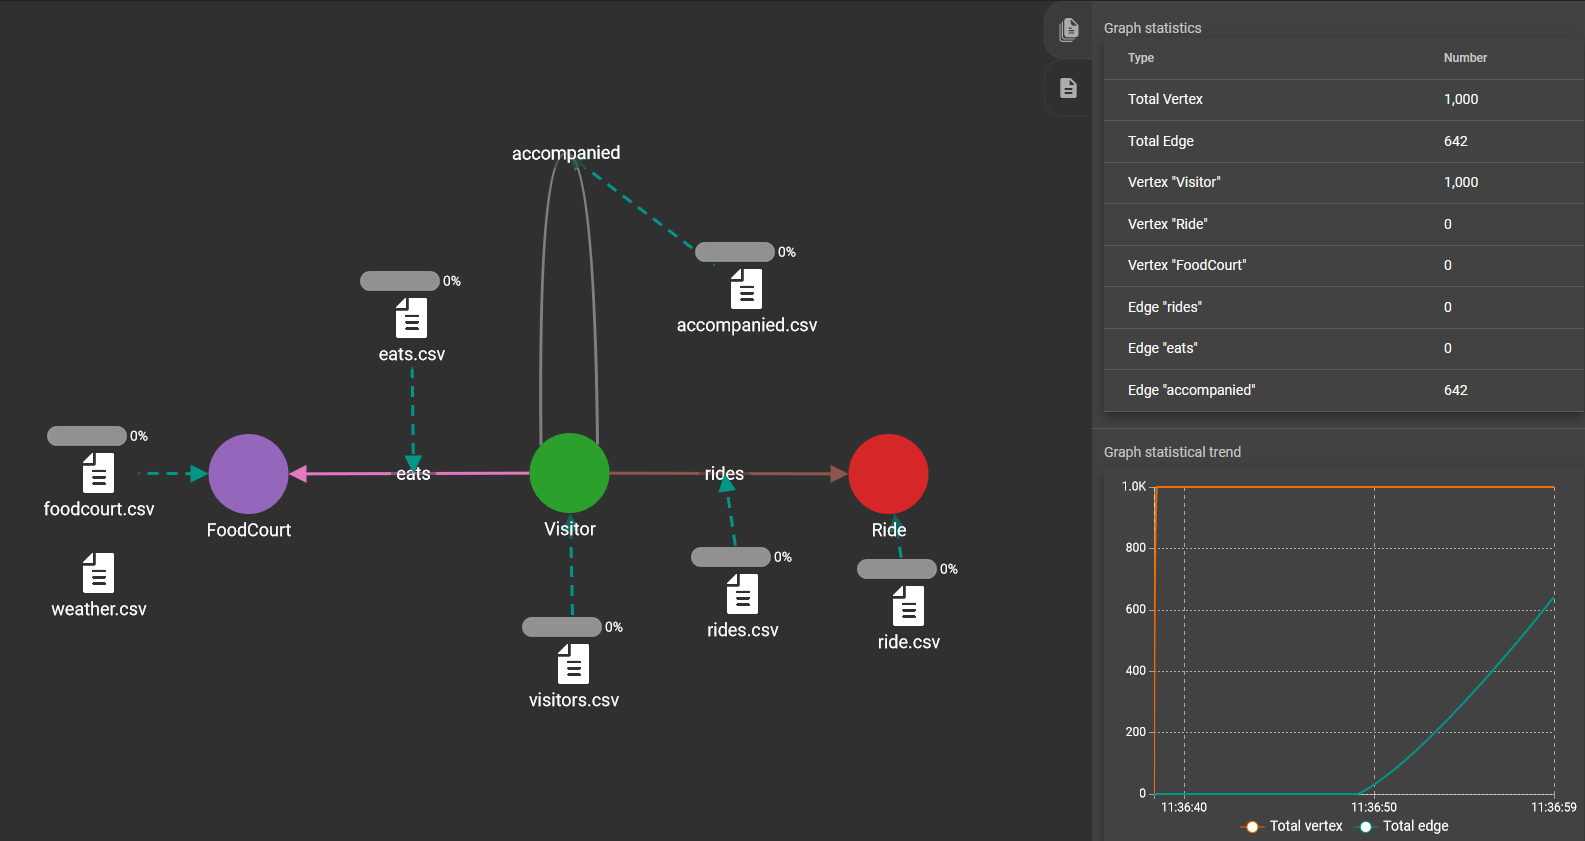 accompanied
0%
accompanied.csv
0%
eats.csv
0%
foodcourt.csv
eats
rides
FoodCourt
Visitor
Ride
weather.csv
0%
rides.csv
0%
ride.csv
0%
visitors.csv
Graph statistics
Type Number
Total Vertex 1,000
Total Edge 642
Vertex "Visitor" 1,000
Vertex "Ride" 0
Vertex "FoodCourt" 0
Edge "rides" 0
Edge "eats" 0
Edge "accompanied" 642
Graph statistical trend
1.0K
800
600
400
200
0
11:36:40 11:36:50 11:36:59
Total vertex Total edge